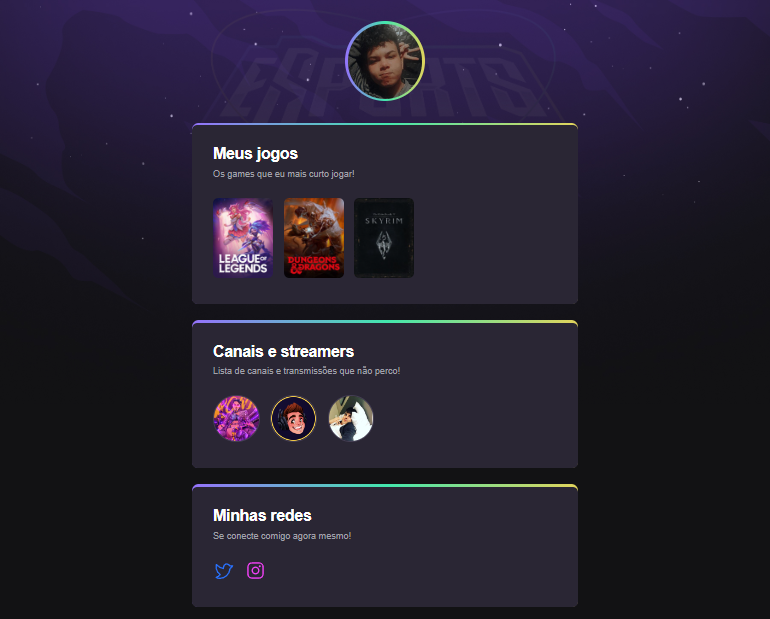 ESPORTS
Meus jogos
Os games que eu mais curto jogar!
LEAGUE OF
LEGENDS
DUNGEONS
&DRAGONS
SKYRIM
Canais e streamers
Lista de canais e transmissões que não perco!
Minhas redes
Se conecte comigo agora mesmo!